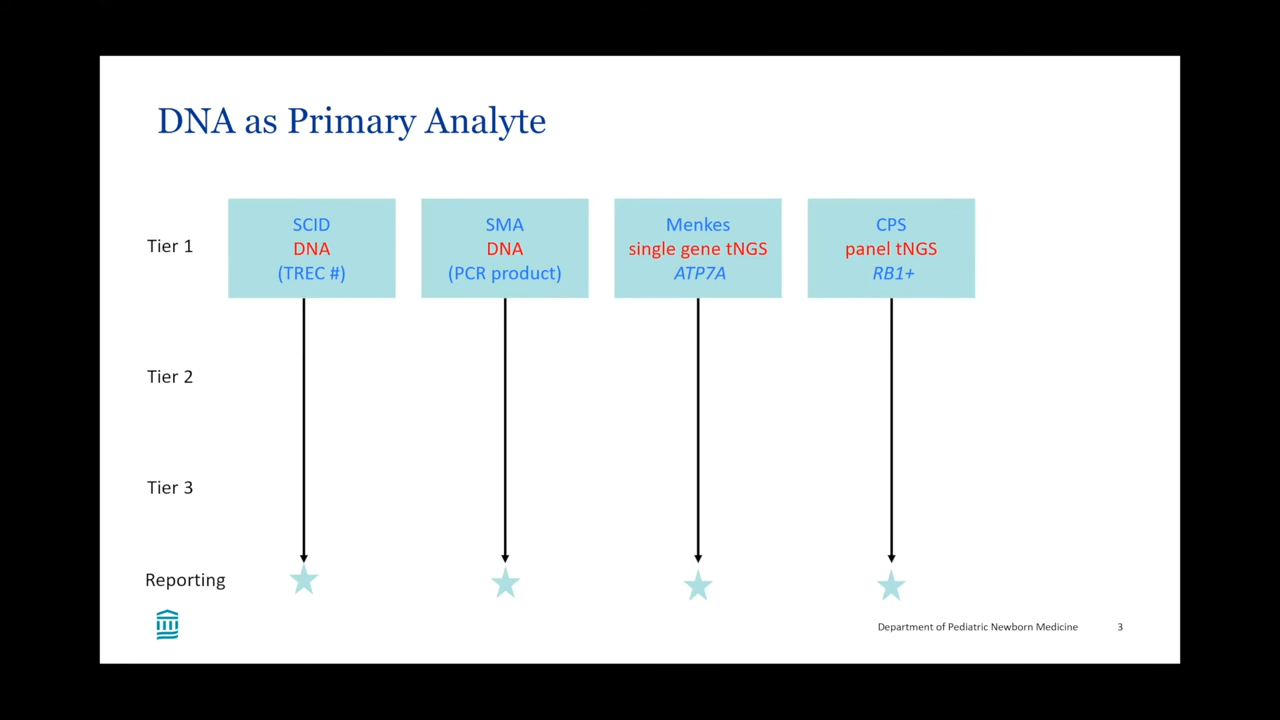 DNA as Primary Analyte
Tier 1
SCID
DNA
(TREC #)
SMA
DNA
(PCR product)
Menkes
single gene tNGS
ATP7A
CPS
panel tNGS
RB1+
Tier 2
Tier 3
Reporting
Department of Pediatric Newborn Medicine
3